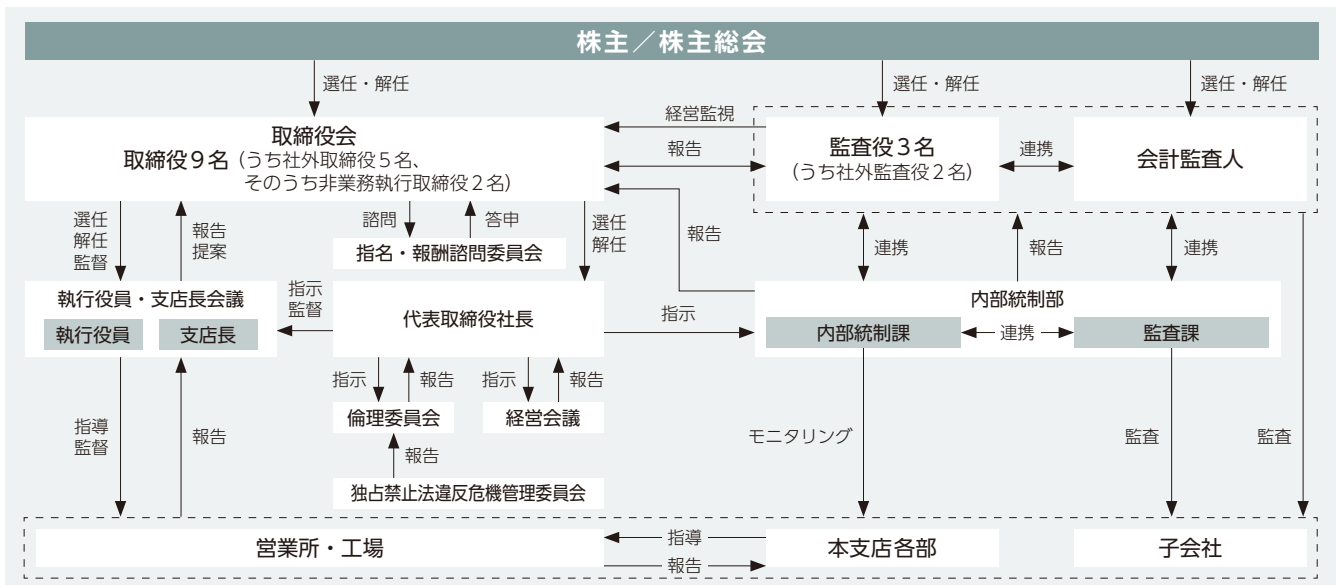 株主／株主総会
選任・解任
選任・解任
選任・解任
取締役会
取締役9名（うち社外取締役5名、
そのうち非業務執行取締役2名）
経営監視
報告
監査役3名
（うち社外監査役2名）
連携
会計監査人
選任
解任
監督
報告
提案
諮問
答申
選任
解任
報告
連携
報告
連携
指名・報酬諮問委員会
執行役員・支店長会議
執行役員
支店長
指示
監督
代表取締役社長
指示
内部統制部
内部統制課
連携
監査課
指示
報告
指示
報告
倫理委員会
経営会議
指導
監督
報告
報告
モニタリング
監査
監査
独占禁止法違反危機管理委員会
営業所・工場
指導
報告
本支店各部
子会社